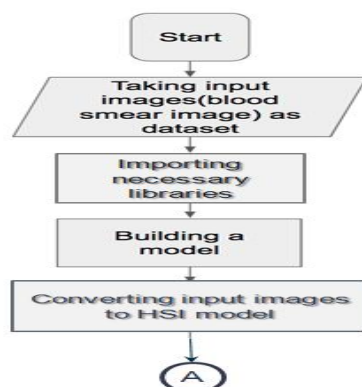 Start
Taking input
images(blood
smear image) as
dataset
Importing
necessary
libraries
Building a
model
Converting input images
to HSI model
A